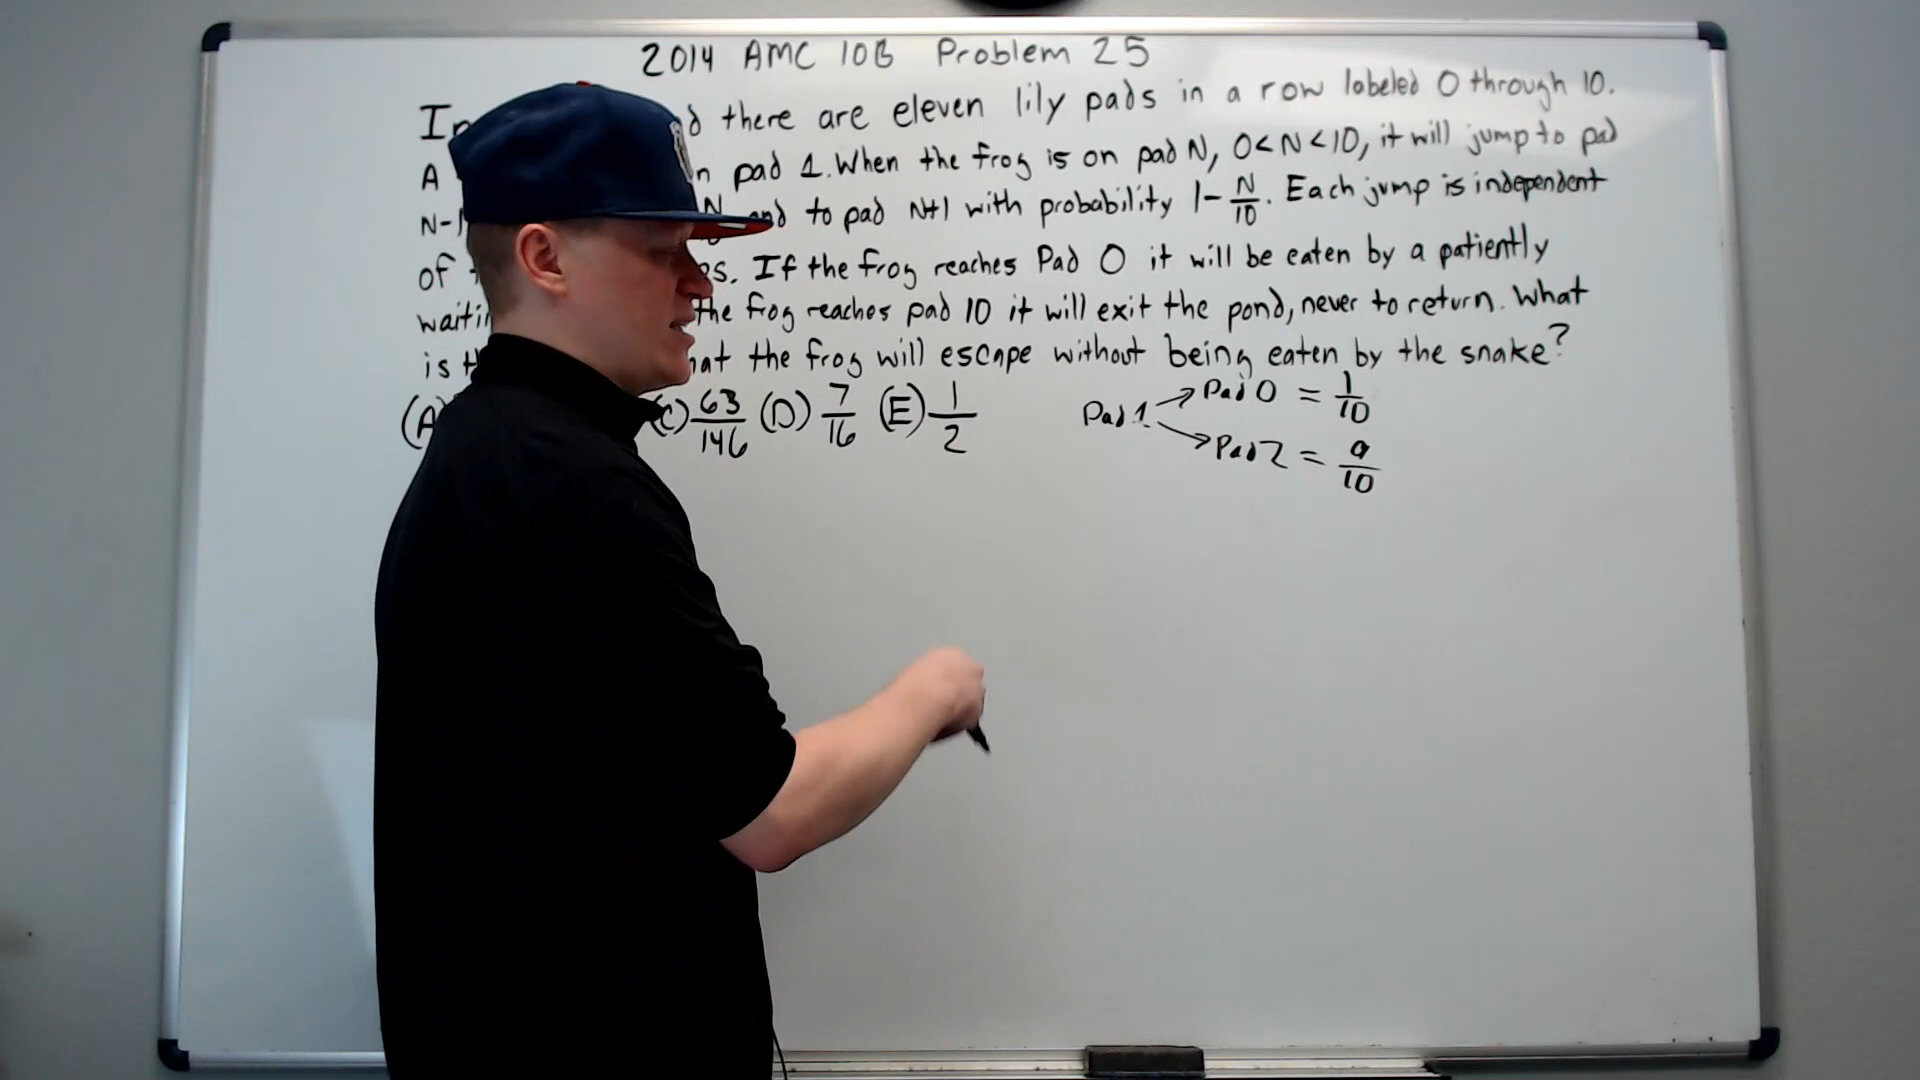 2014 AMC 10B Problem 25
In there are eleven lily pads in a row labeled 0 through 10.
A pad 1. When the frog is on pad N, 0<N<10, it will jump to pad
N-1 N and to pad N+1 with probability 1-N/10. Each jump is independent
of If the frog reaches Pad 0 it will be eaten by a patiently
the frog reaches pad 10 it will exit the pond, never to return. What
is the frog will escape without being eaten by the snake?
(A (C) 63/146 (D) 7/16 (E) 1/2
Pad 1 → Pad 0 = 1/10
→ Pad 2 = 9/10